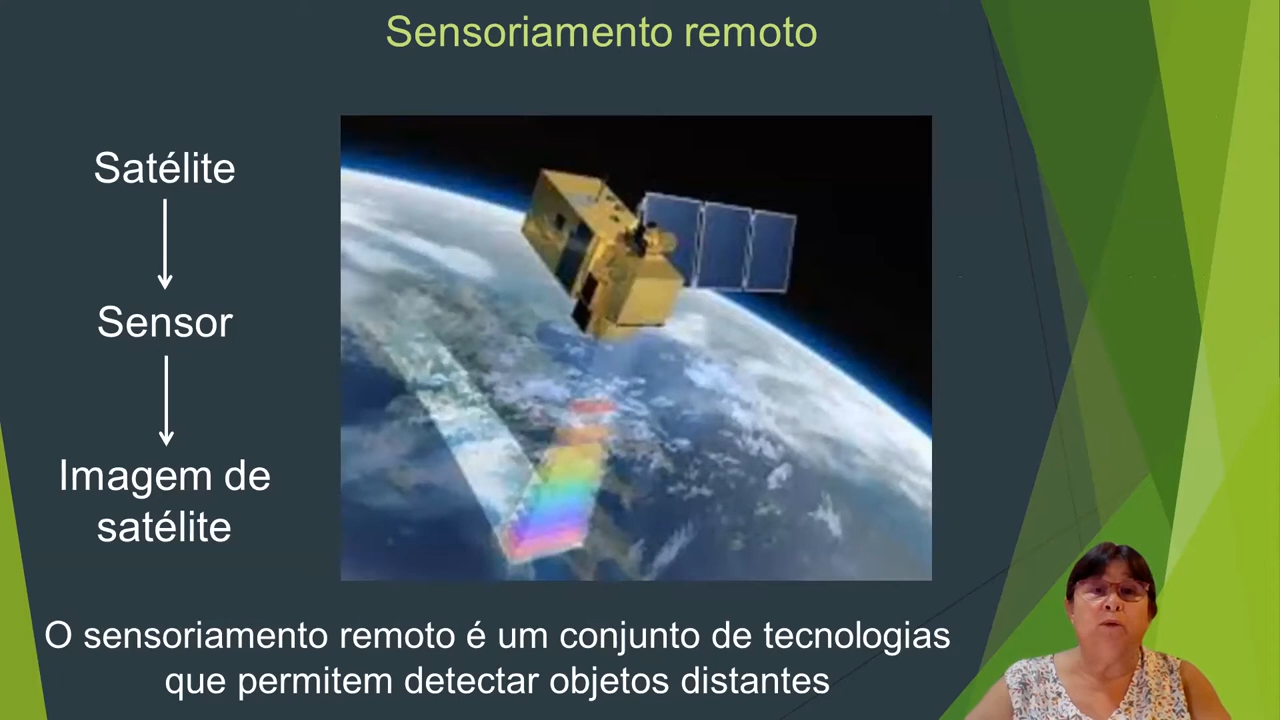 Sensoriamento remoto
Satélite
Sensor
Imagem de
satélite
O sensoriamento remoto é um conjunto de tecnologias
que permitem detectar objetos distantes